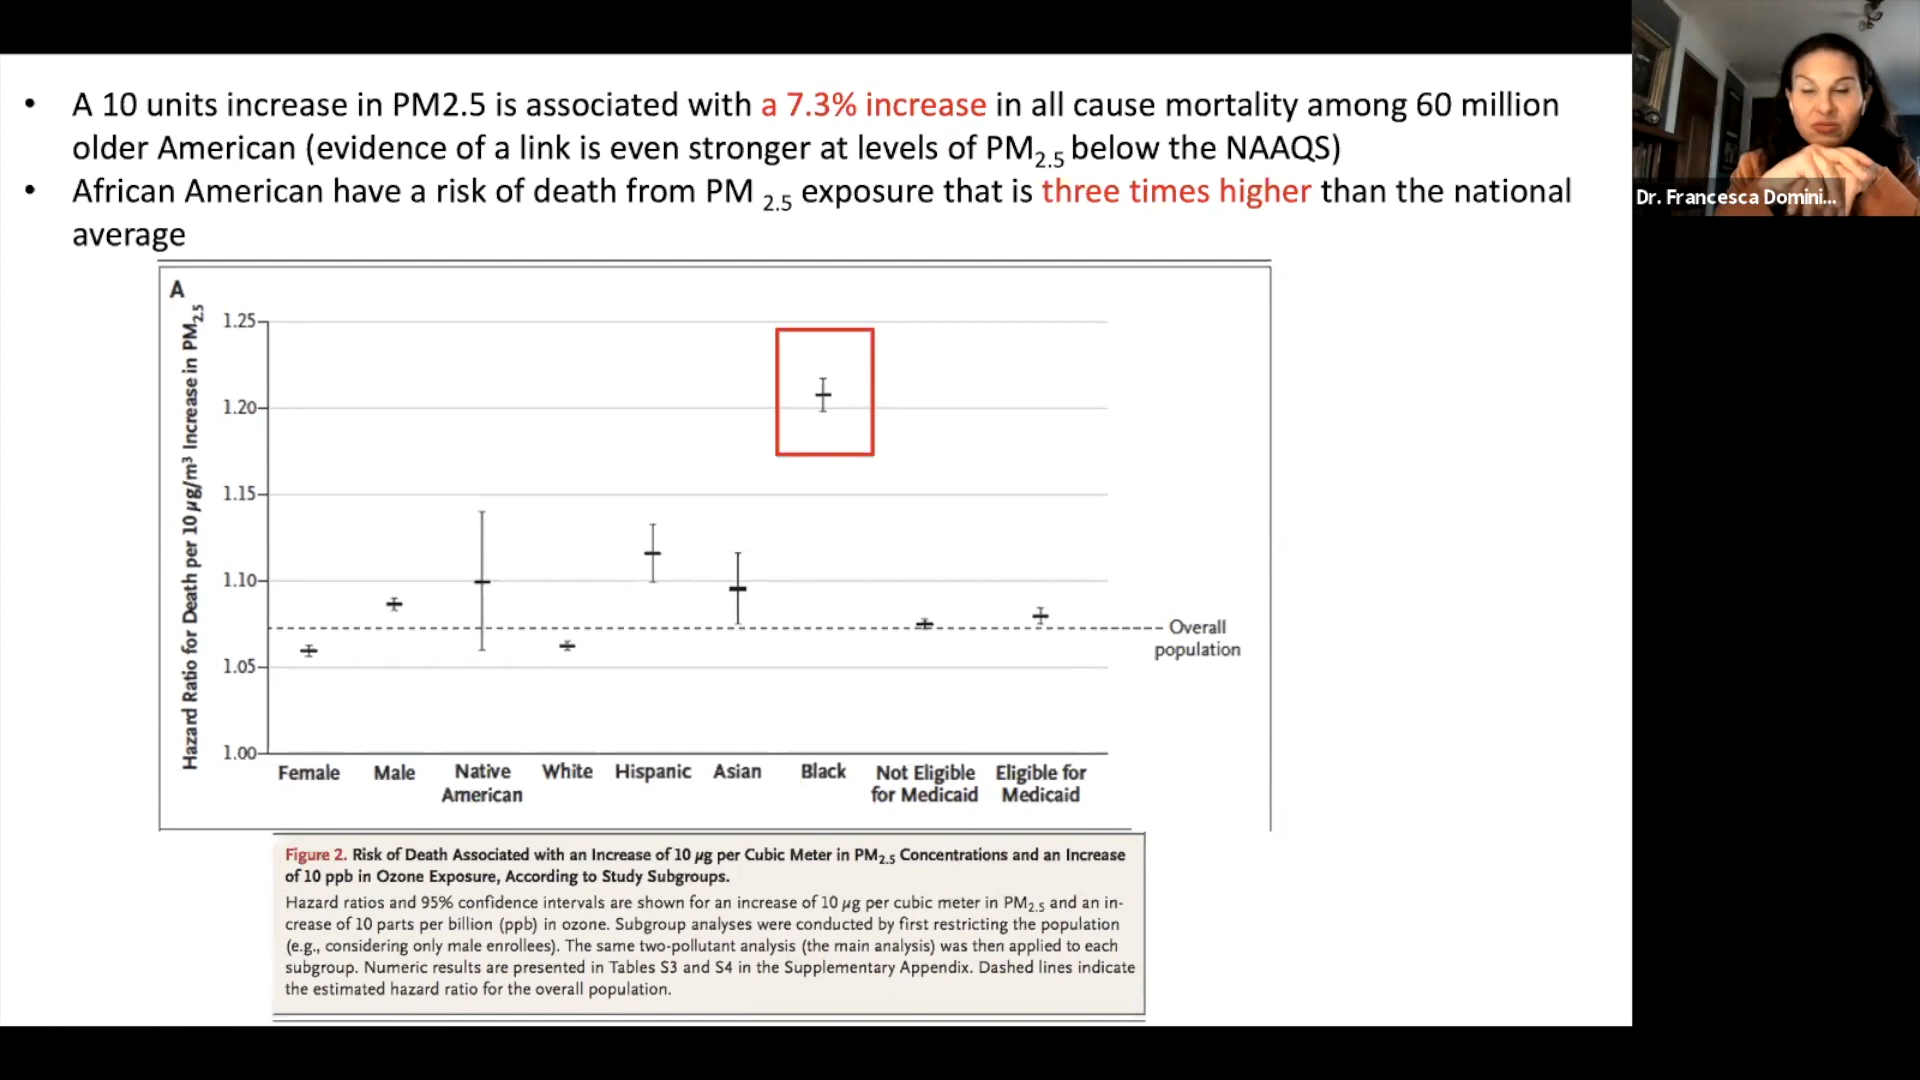 • A 10 units increase in PM2.5 is associated with a 7.3% increase in all cause mortality among 60 million
older American (evidence of a link is even stronger at levels of PM2.5 below the NAAQS)
• African American have a risk of death from PM 2.5 exposure that is three times higher than the national
average
Dr. Francesca Domini...
A
Hazard Ratio for Death per 10 µg/m³ Increase in PM2.5
1.25
1.20
1.15
1.10
1.05
1.00
Overall
population
Female Male Native White Hispanic Asian Black Not Eligible Eligible for
American for Medicaid Medicaid
Figure 2. Risk of Death Associated with an Increase of 10 µg per Cubic Meter in PM2.5 Concentrations and an Increase
of 10 ppb in Ozone Exposure, According to Study Subgroups.
Hazard ratios and 95% confidence intervals are shown for an increase of 10 µg per cubic meter in PM2.5 and an in-
crease of 10 parts per billion (ppb) in ozone. Subgroup analyses were conducted by first restricting the population
(e.g., considering only male enrollees). The same two-pollutant analysis (the main analysis) was then applied to each
subgroup. Numeric results are presented in Tables S3 and S4 in the Supplementary Appendix. Dashed lines indicate
the estimated hazard ratio for the overall population.